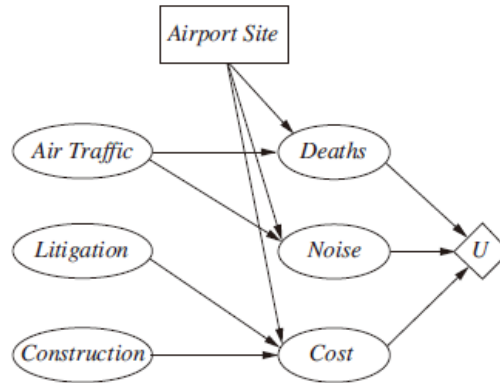 Airport Site
Air Traffic
Deaths
Litigation
Noise
U
Construction
Cost